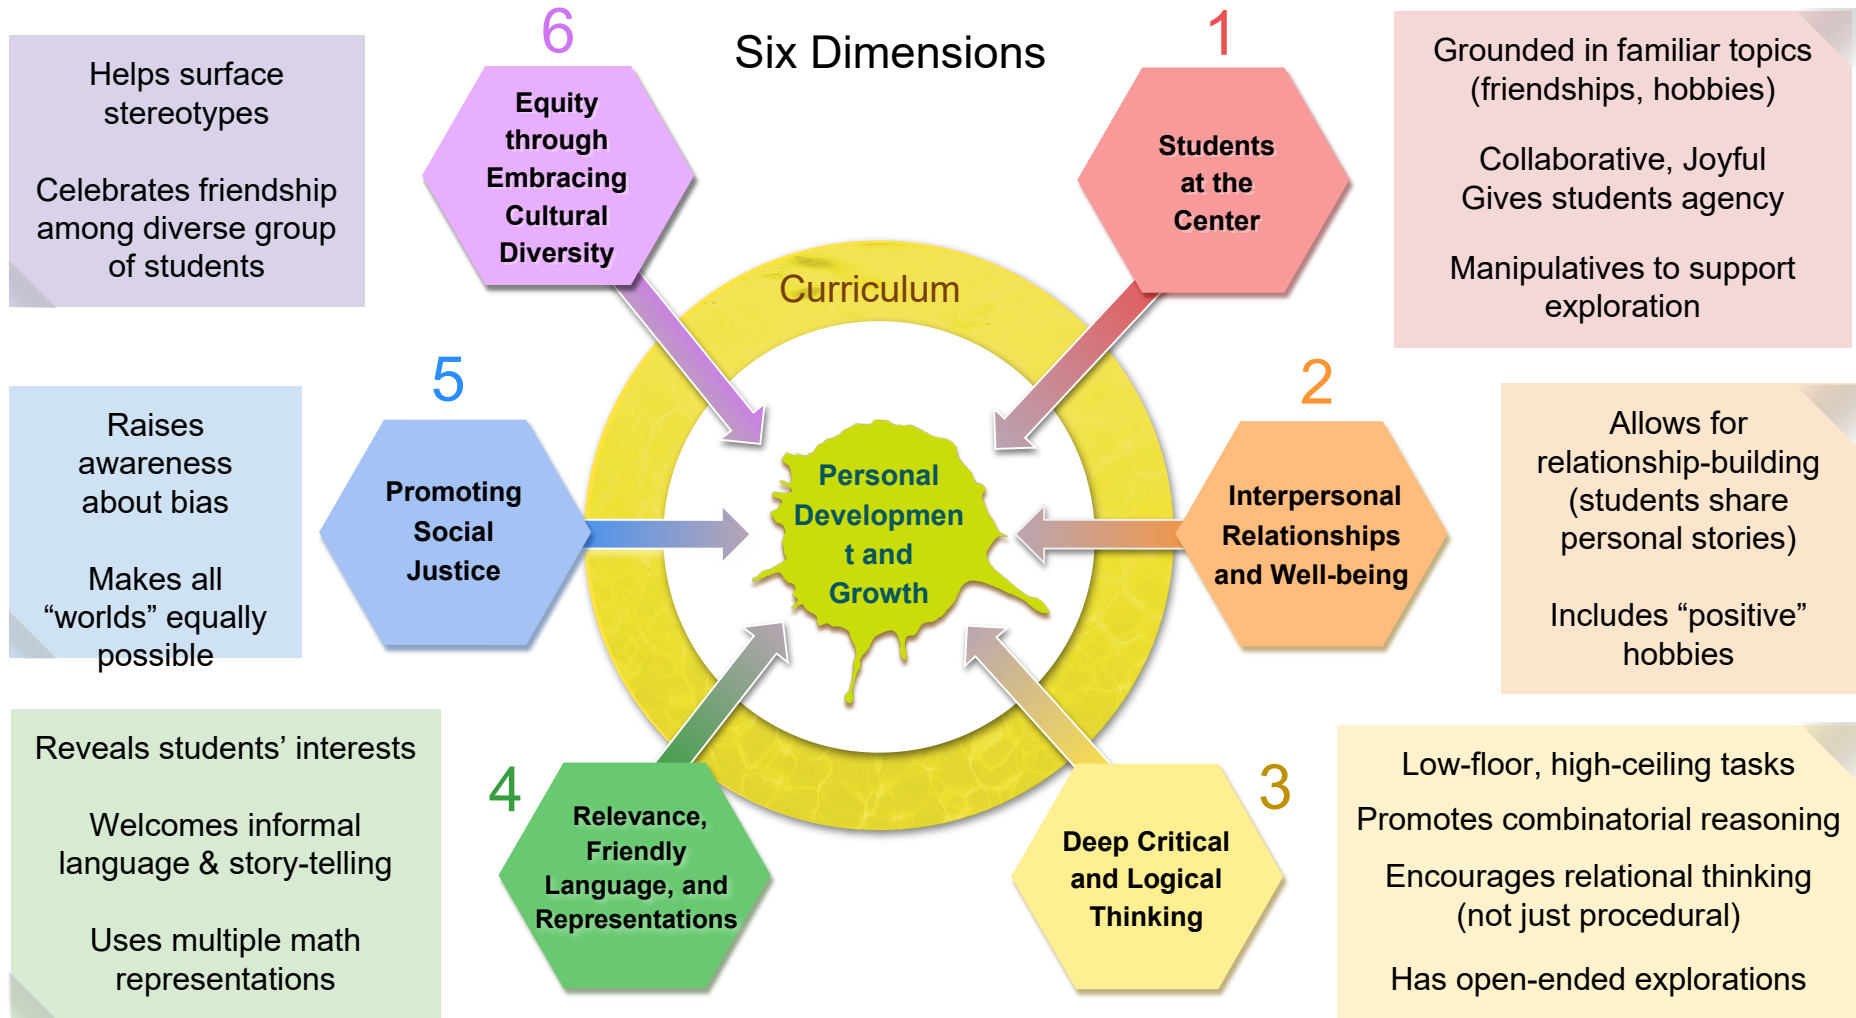 Six Dimensions
1
Students
at the
Center
Grounded in familiar topics
(friendships, hobbies)
Collaborative, Joyful
Gives students agency
Manipulatives to support
exploration
2
Interpersonal
Relationships
and Well-being
Allows for
relationship-building
(students share
personal stories)
Includes “positive”
hobbies
3
Deep Critical
and Logical
Thinking
Low-floor, high-ceiling tasks
Promotes combinatorial reasoning
Encourages relational thinking
(not just procedural)
Has open-ended explorations
4
Relevance,
Friendly
Language, and
Representations
Reveals students’ interests
Welcomes informal
language & story-telling
Uses multiple math
representations
5
Promoting
Social
Justice
Raises
awareness
about bias
Makes all
“worlds” equally
possible
6
Equity
through
Embracing
Cultural
Diversity
Helps surface
stereotypes
Celebrates friendship
among diverse group
of students
Curriculum
Personal
Developmen
t and
Growth